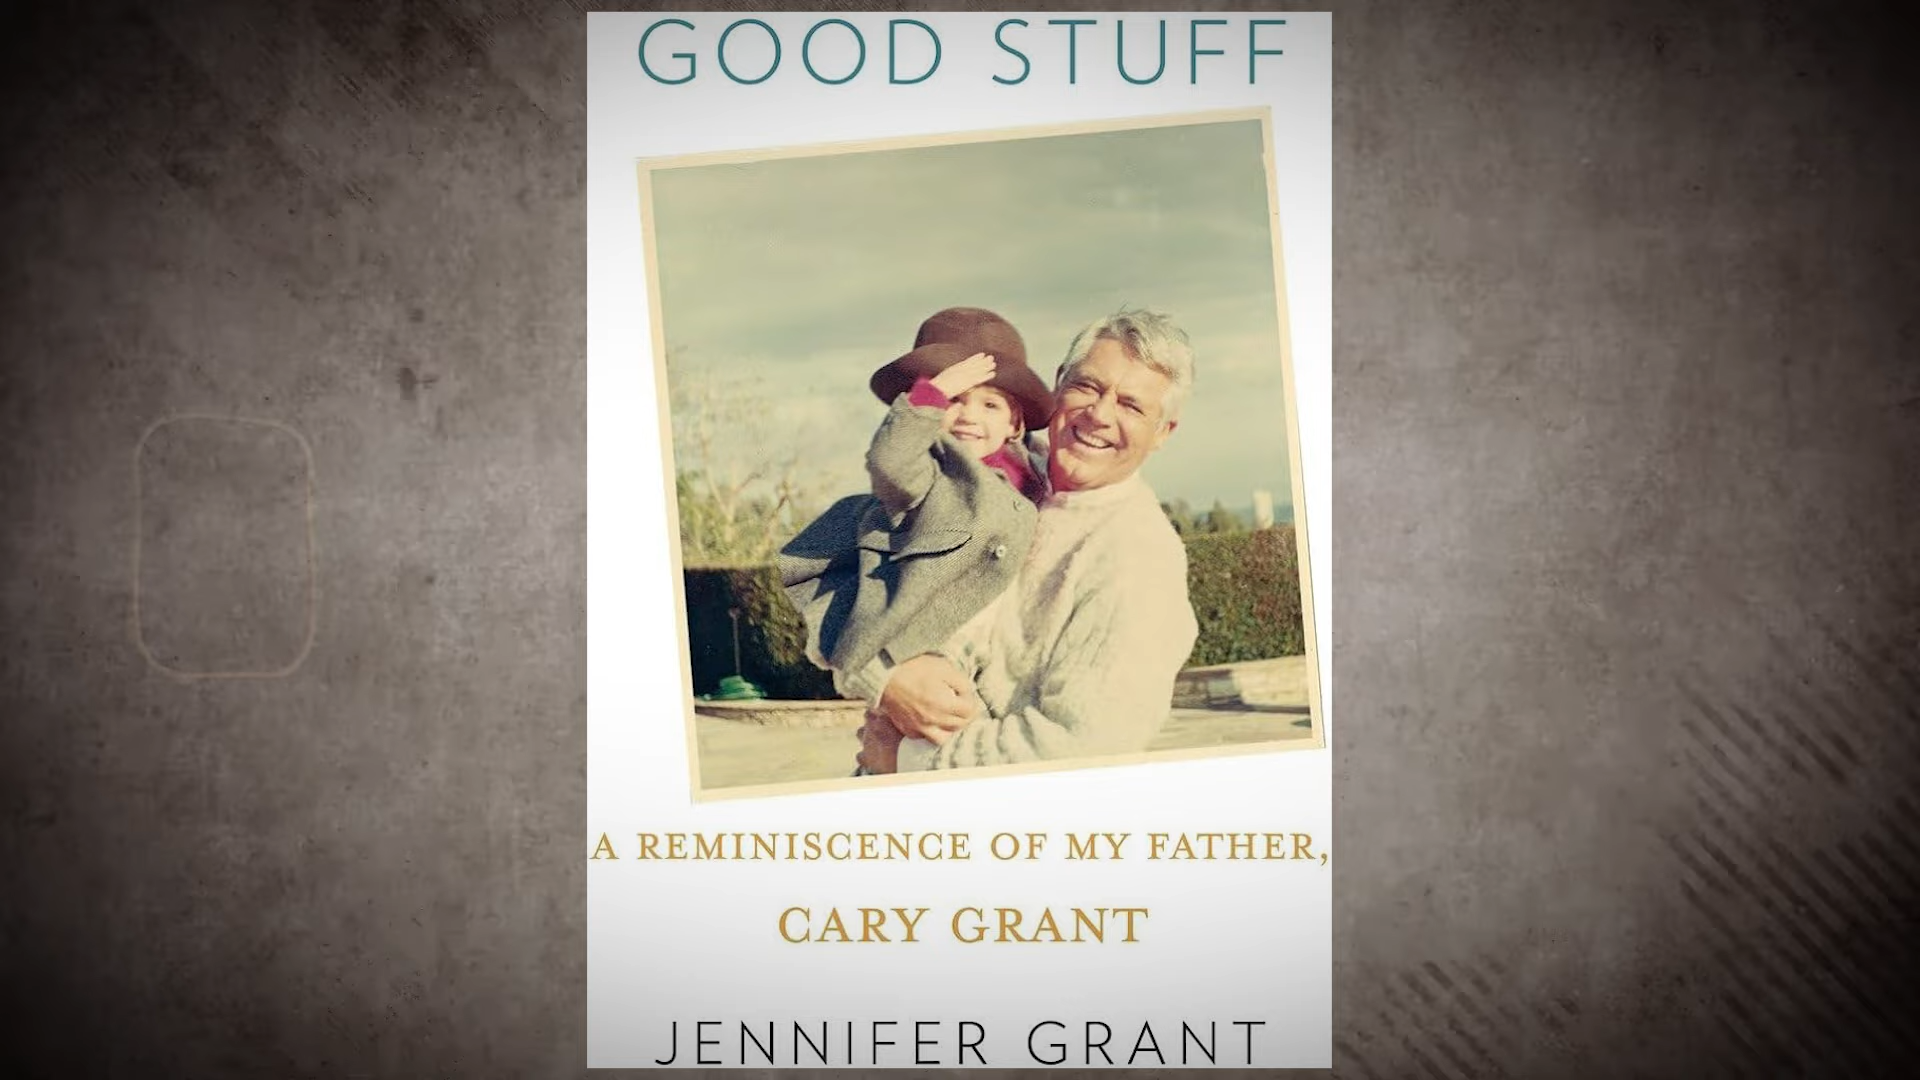 GOOD STUFF
A REMINISCENCE OF MY FATHER,
CARY GRANT
JENNIFER GRANT